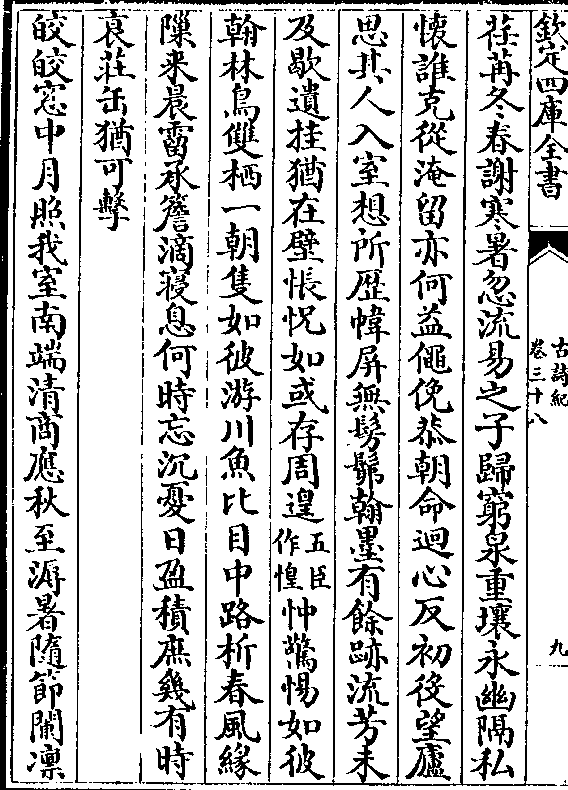 欽定四庫全書
古詩紀
卷三十八
九
荏苒冬春謝寒暑忽流易之子歸窮泉重壤永幽隔私
懷誰克從淹留亦何益僶俛恭朝命迴心反初役望廬
思其人入室想所歴幃屏無髣髴翰墨有餘跡流芳未
及歇遺挂猶在壁悵怳如或存周遑五臣作惶忡驚惕如彼
翰林鳥雙栖一朝隻如彼游川魚比目中路析春風緣
隟来晨霤承簷滴寝息何時忘沉憂日盈積庶幾有時
衰莊缶猶可擊
皎皎窓中月照我室南端清商應秋至溽暑隨節闌凛